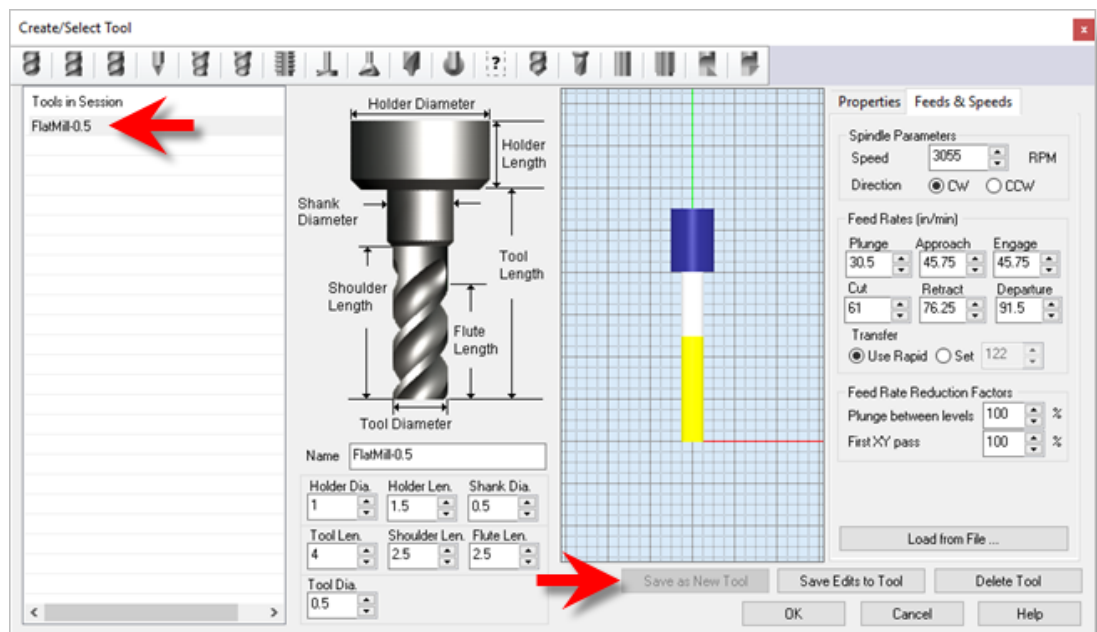 Create/Select Tool
x
?
Tools in Session
FlatMill-0.5
Holder Diameter
Holder
Length
Shank
Diameter
Tool
Length
Shoulder
Length
Flute
Length
Tool Diameter
Name FlatMill-0.5
Holder Dia. Holder Len. Shank Dia.
1 1.5 0.5
Tool Len. Shoulder Len. Flute Len.
4 2.5 2.5
Tool Dia.
0.5
Properties Feeds & Speeds
Spindle Parameters
Speed 3055 RPM
Direction CW CCW
Feed Rates (in/min)
Plunge Approach Engage
30.5 45.75 45.75
Cut Retract Departure
61 76.25 91.5
Transfer
Use Rapid Set 122
Feed Rate Reduction Factors
Plunge between levels 100 %
First XY pass 100 %
Load from File ...
Save as New Tool Save Edits to Tool Delete Tool
OK Cancel Help